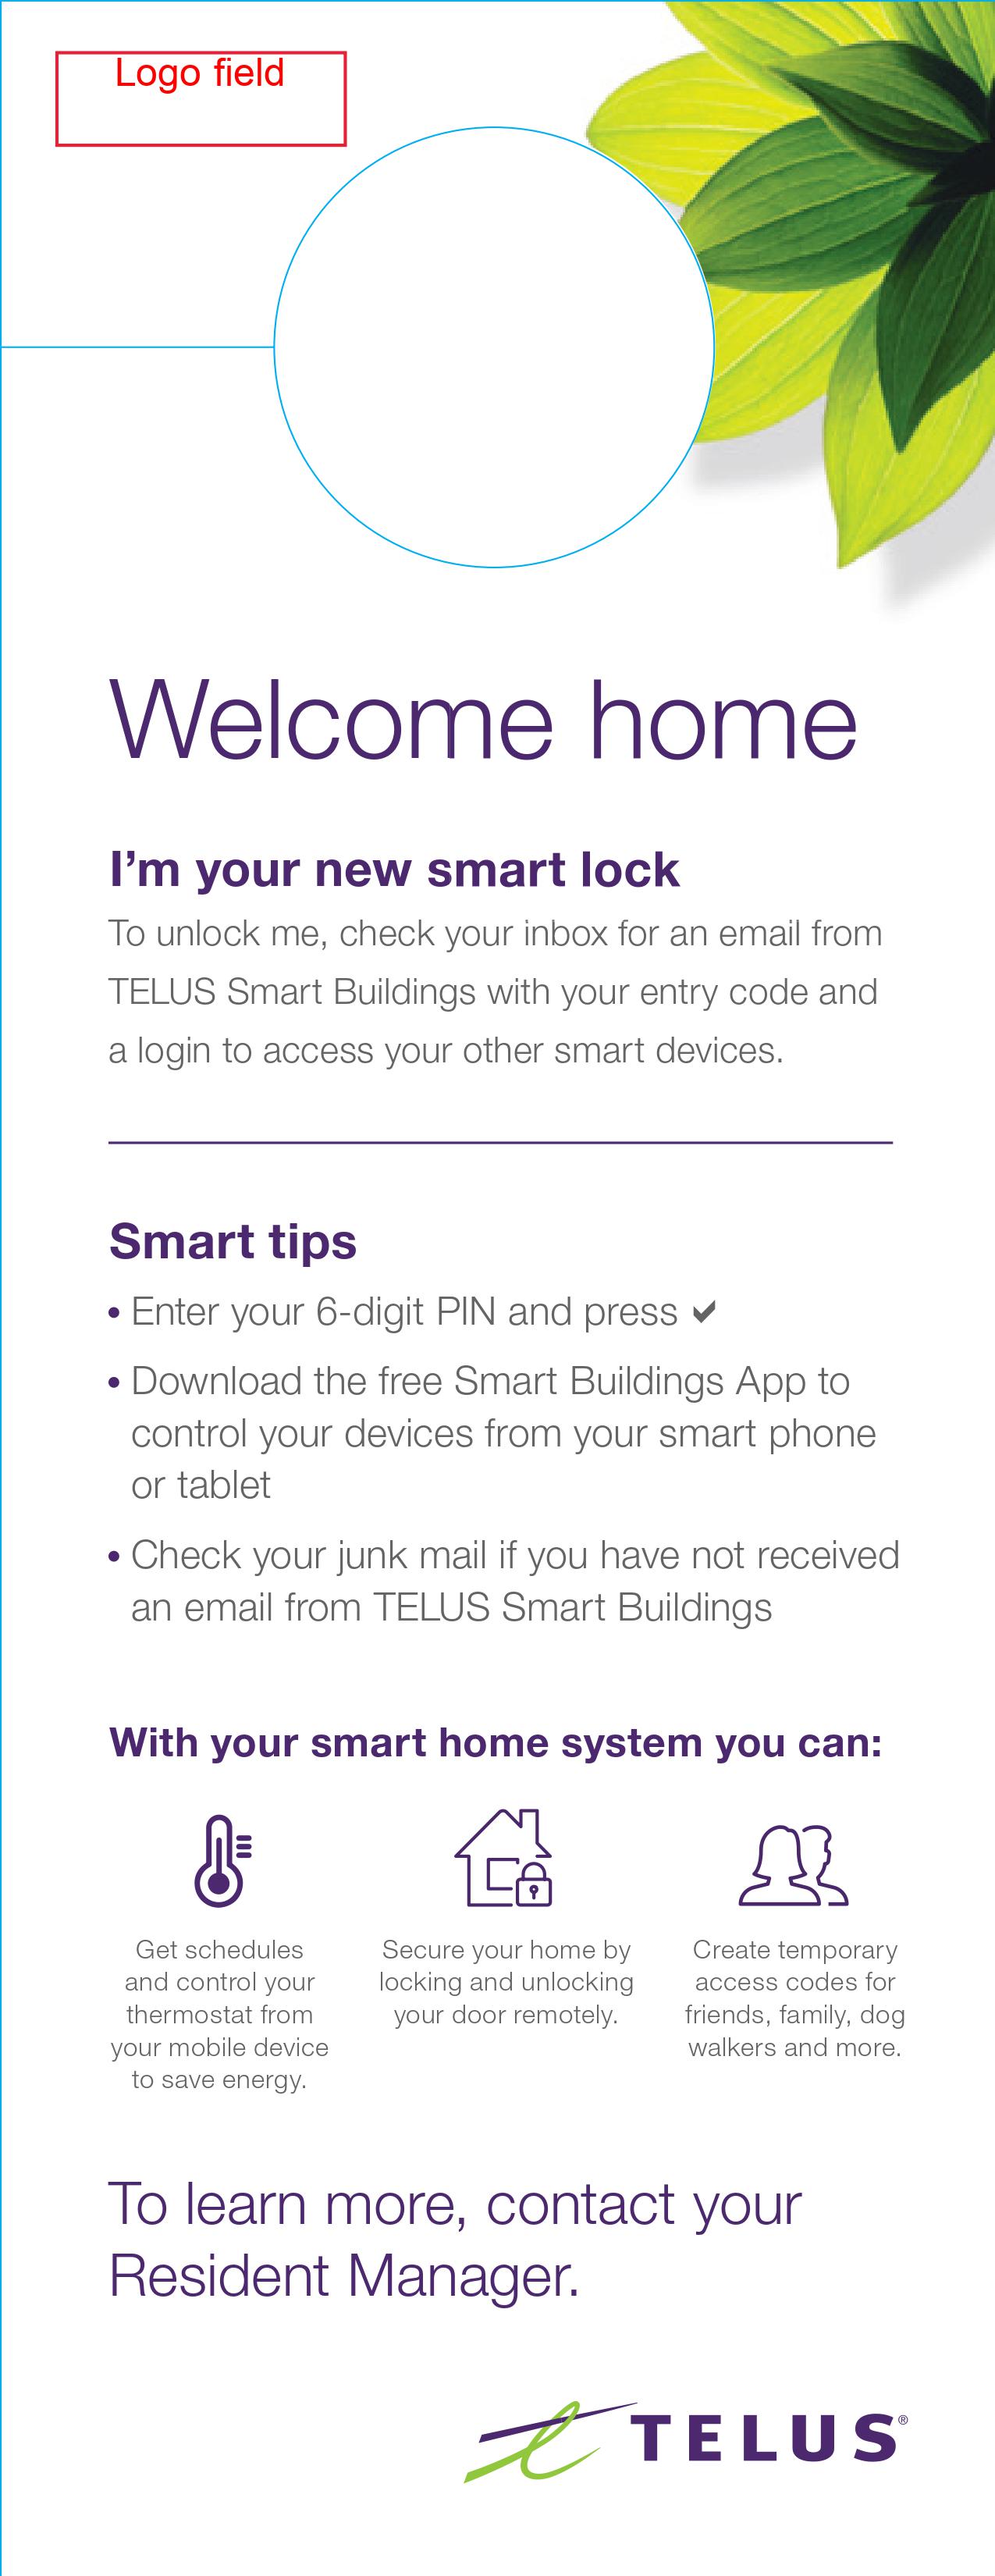 Logo field
Welcome home
I’m your new smart lock
To unlock me, check your inbox for an email from
TELUS Smart Buildings with your entry code and
a login to access your other smart devices.
Smart tips
• Enter your 6-digit PIN and press ✓
• Download the free Smart Buildings App to
control your devices from your smart phone
or tablet
• Check your junk mail if you have not received
an email from TELUS Smart Buildings
With your smart home system you can:
Get schedules
and control your
thermostat from
your mobile device
to save energy.
Secure your home by
locking and unlocking
your door remotely.
Create temporary
access codes for
friends, family, dog
walkers and more.
To learn more, contact your
Resident Manager.
TELUS®